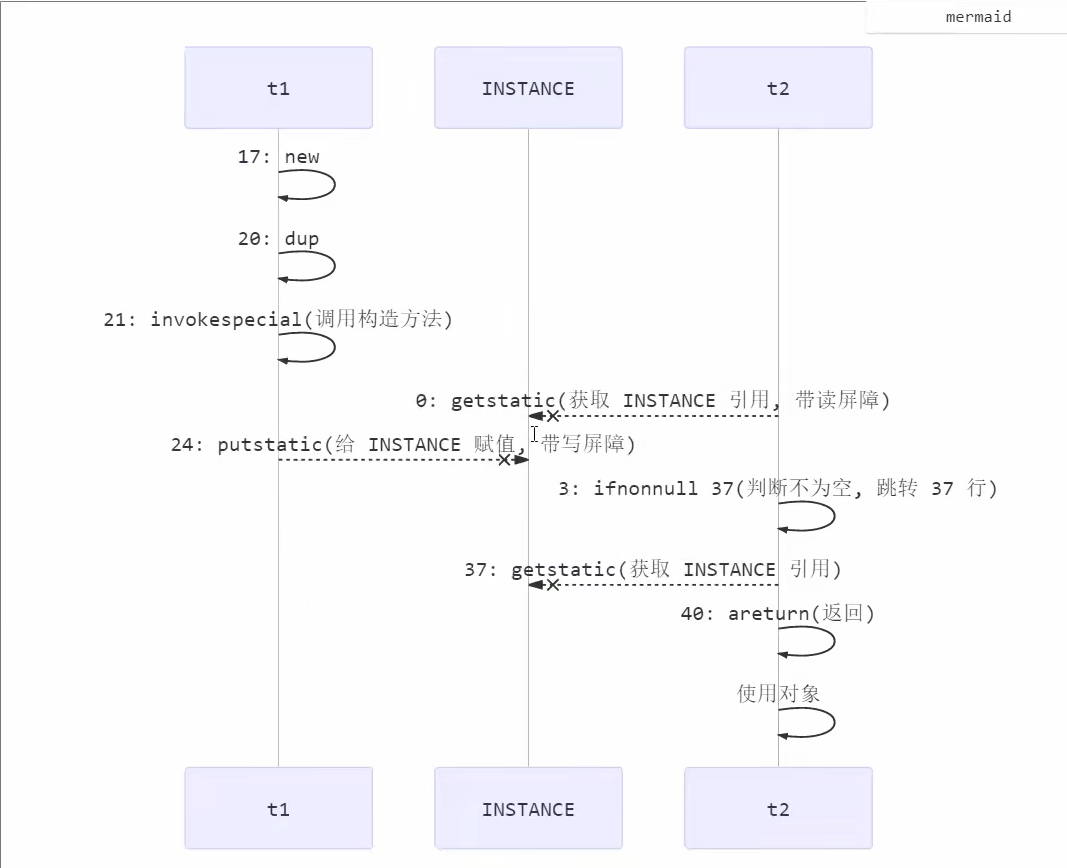 mermaid
t1
INSTANCE
t2
17: new
20: dup
21: invokespecial(调用构造方法)
0: getstatic(获取 INSTANCE 引用, 带读屏障)
24: putstatic(给 INSTANCE 赋值, 带写屏障)
3: ifnonnull 37(判断不为空, 跳转 37 行)
37: getstatic(获取 INSTANCE 引用)
40: areturn(返回)
使用对象
t1
INSTANCE
t2